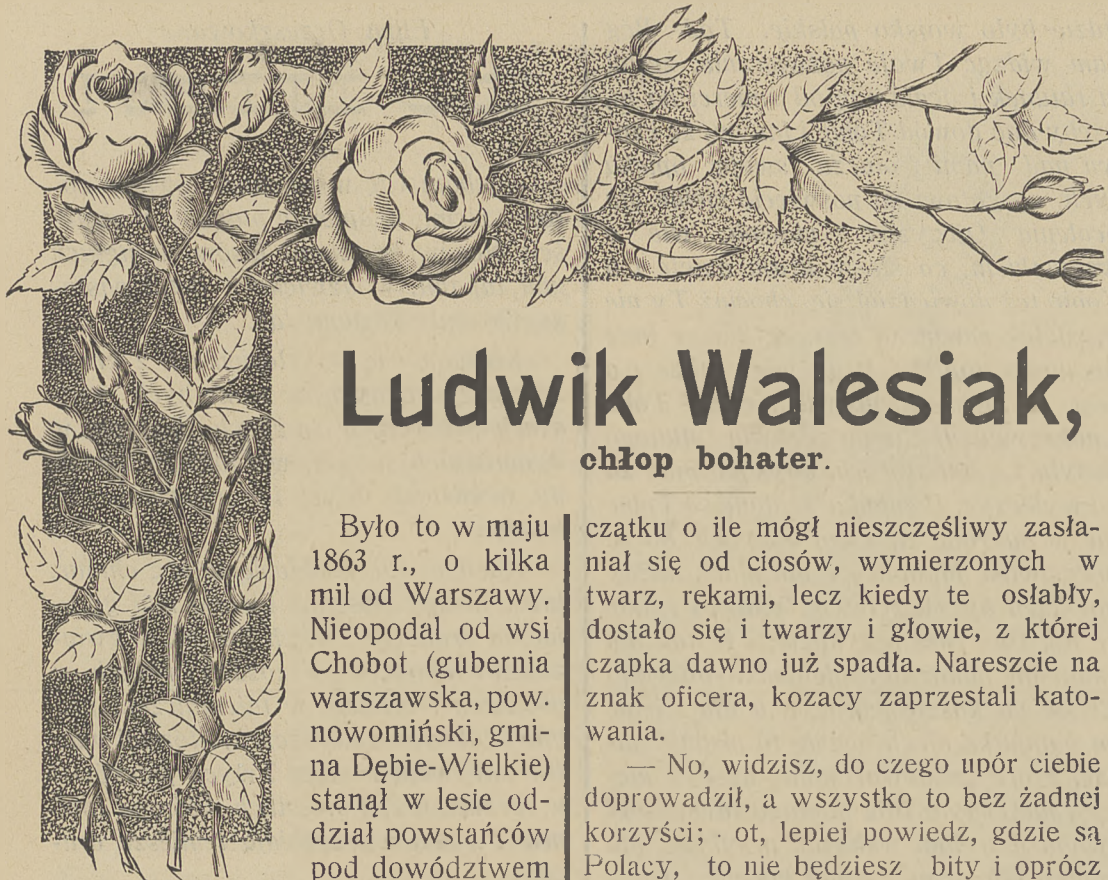 Ludwik Walesiak,
chłop bohater.
Było to w maju
1863 r., o kilka
mil od Warszawy.
Nieopodal od wsi
Chobot (gubernia
warszawska, pow.
nowomiński, gmi-
na Dębie-Wielkie)
stanął w lesie od-
dział powstańców
pod dowództwem
czątku o ile mógł nieszczęśliwy zasła-
niał się od ciosów, wymierzonych w
twarz, rękami, lecz kiedy te osłabły,
dostało się i twarzy i głowie, z której
czapka dawno już spadła. Nareszcie na
znak oficera, kozacy zaprzestali kato-
wania.
— No, widzisz, do czego upór ciebie
doprowadził, a wszystko to bez żadnej
korzyści; ot, lepiej powiedz, gdzie są
Polacy, to nie będziesz bity i oprócz